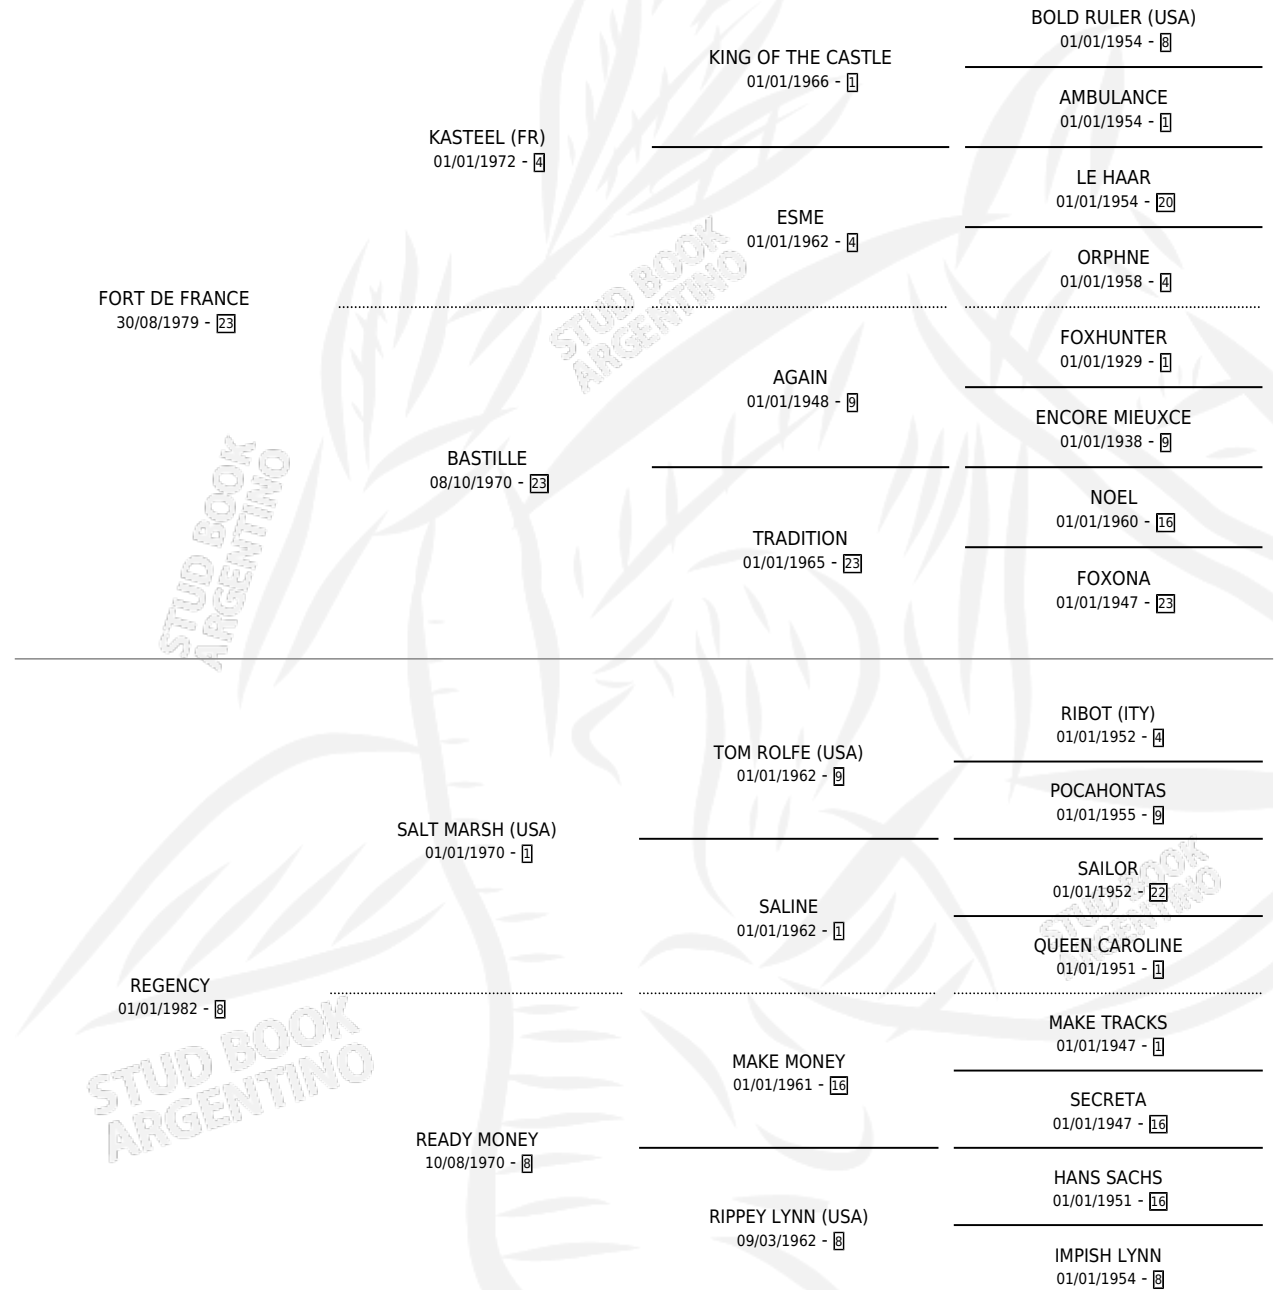 BOLD RULER (USA)
01/01/1954 - 8
KING OF THE CASTLE
01/01/1966 - 1
AMBULANCE
01/01/1954 - 1
KASTEEL (FR)
01/01/1972 - 4
LE HAAR
01/01/1954 - 20
ESME
01/01/1962 - 4
ORPHNE
01/01/1958 - 4
FORT DE FRANCE
30/08/1979 - 23
FOXHUNTER
01/01/1929 - 1
AGAIN
01/01/1948 - 9
ENCORE MIEUXCE
01/01/1938 - 9
BASTILLE
08/10/1970 - 23
NOEL
01/01/1960 - 16
TRADITION
01/01/1965 - 23
FOXONA
01/01/1947 - 23
RIBOT (ITY)
01/01/1952 - 4
TOM ROLFE (USA)
01/01/1962 - 9
POCAHONTAS
01/01/1955 - 9
SALT MARSH (USA)
01/01/1970 - 1
SAILOR
01/01/1952 - 22
SALINE
01/01/1962 - 1
QUEEN CAROLINE
01/01/1951 - 1
REGENCY
01/01/1982 - 8
MAKE TRACKS
01/01/1947 - 1
MAKE MONEY
01/01/1961 - 16
SECRETA
01/01/1947 - 16
READY MONEY
10/08/1970 - 8
HANS SACHS
01/01/1951 - 16
RIPPEY LYNN (USA)
09/03/1962 - 8
IMPISH LYNN
01/01/1954 - 8
STUD BOOK
ARGENTINO
STUD BOOK
ARGENTINO
STUD BOOK
ARGENTINO
STUD BOOK
ARGENTINO